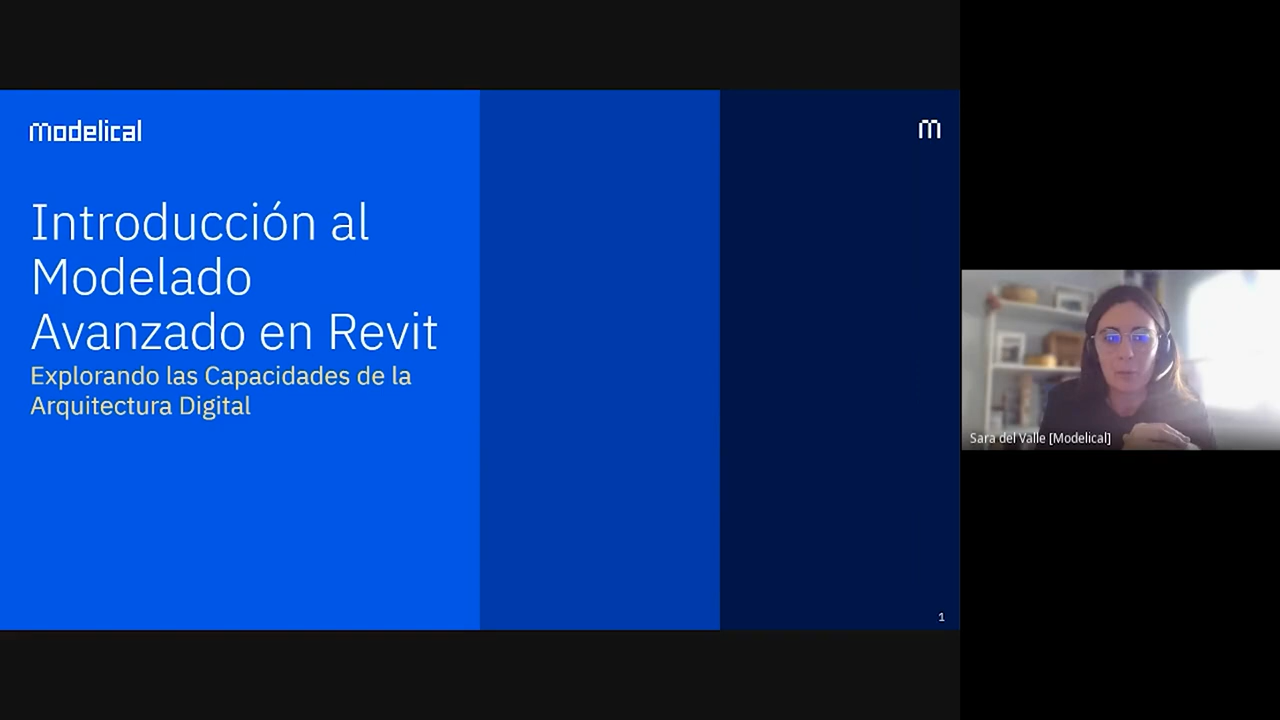 modelical
m
Introducción al
Modelado
Avanzado en Revit
Explorando las Capacidades de la
Arquitectura Digital
1
Sara del Valle [Modelical]